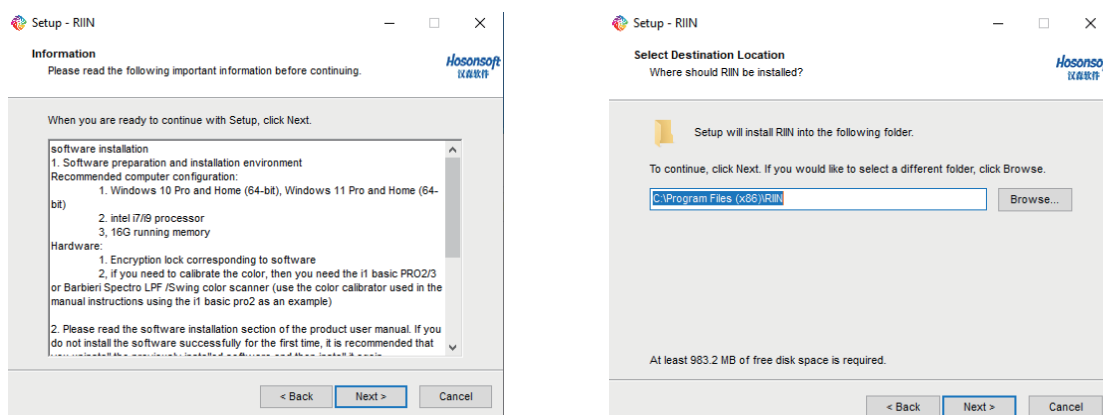 Setup - RIIN
Information
Please read the following important information before continuing.
Hosonsoft
汉森软件
When you are ready to continue with Setup, click Next.
software installation
1. Software preparation and installation environment
Recommended computer configuration:
1. Windows 10 Pro and Home (64-bit), Windows 11 Pro and Home (64-
bit)
2. intel i7/i9 processor
3, 16G running memory
Hardware:
1. Encryption lock corresponding to software
2, if you need to calibrate the color, then you need the i1 basic PRO2/3
or Barbieri Spectro LPF /Swing color scanner (use the color calibrator used in the
manual instructions using the i1 basic pro2 as an example)
2. Please read the software installation section of the product user manual. If you
do not install the software successfully for the first time, it is recommended that
< Back
Next >
Cancel
Setup - RIIN
Select Destination Location
Where should RIIN be installed?
Hosonso
汉森软件
Setup will install RIIN into the following folder.
To continue, click Next. If you would like to select a different folder, click Browse.
C:\Program Files (x86)\RIIN
Browse...
At least 983.2 MB of free disk space is required.
< Back
Next >
Cancel